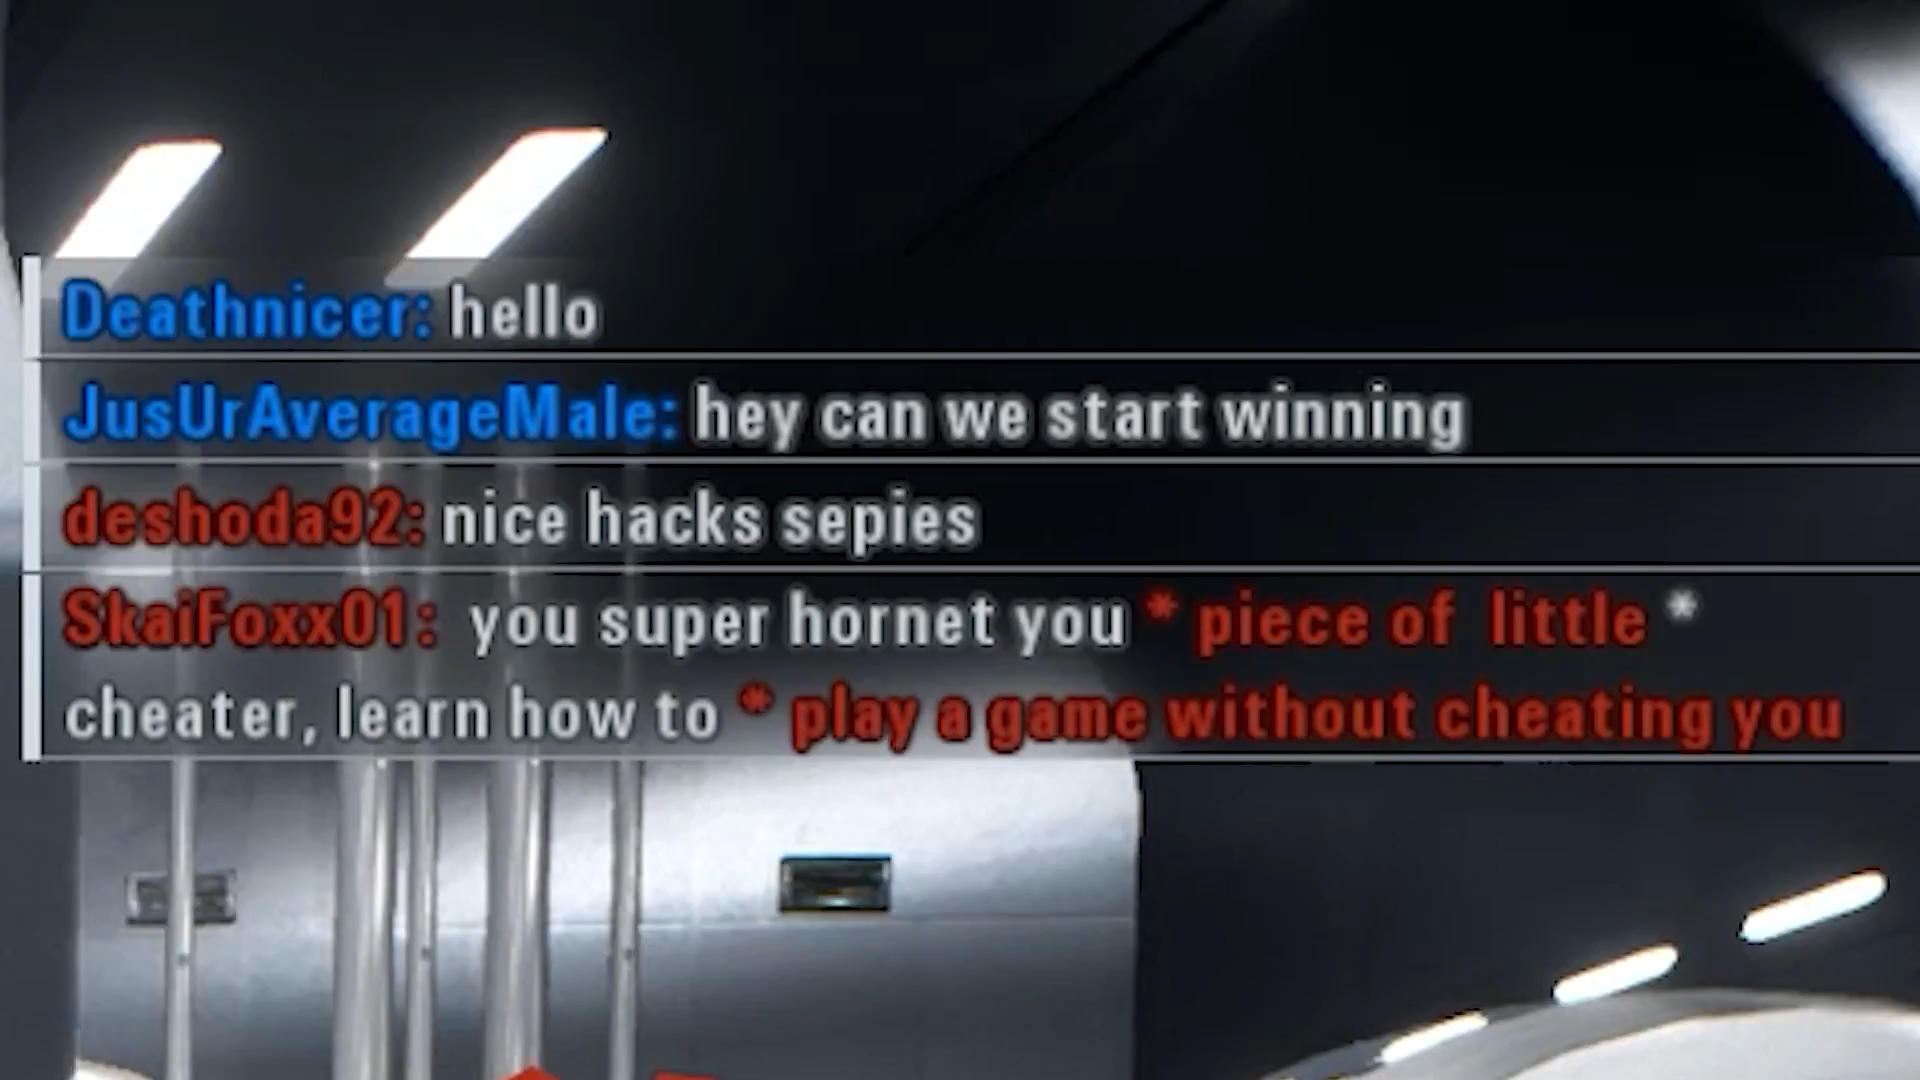 Deathnicer: hello
JusUrAverageMale: hey can we start winning
deshoda92: nice hacks sepies
SkaiFoxx01: you super hornet you * piece of little *
cheater, learn how to * play a game without cheating you